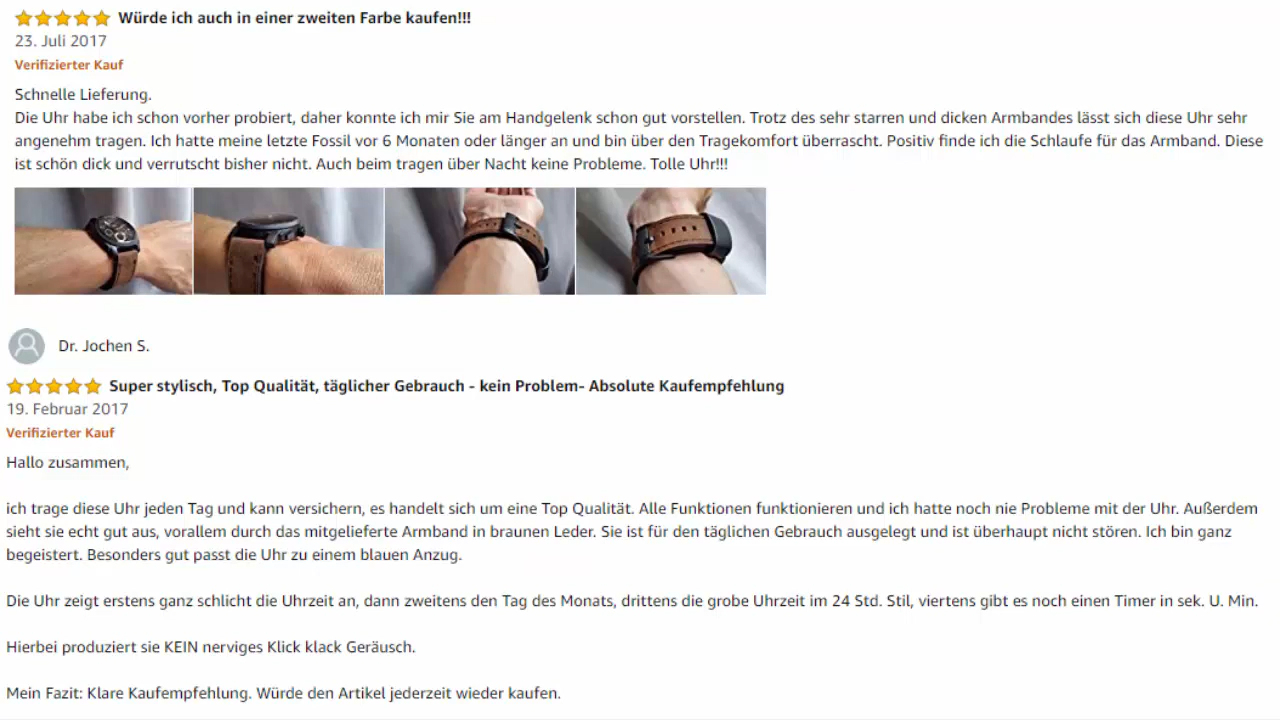 Würde ich auch in einer zweiten Farbe kaufen!!!
23. Juli 2017
Verifizierter Kauf
Schnelle Lieferung.
Die Uhr habe ich schon vorher probiert, daher konnte ich mir Sie am Handgelenk schon gut vorstellen. Trotz des sehr starren und dicken Armbandes lässt sich diese Uhr sehr
angenehm tragen. Ich hatte meine letzte Fossil vor 6 Monaten oder länger an und bin über den Tragekomfort überrascht. Positiv finde ich die Schlaufe für das Armband. Diese
ist schön dick und verrutscht bisher nicht. Auch beim tragen über Nacht keine Probleme. Tolle Uhr!!!
Dr. Jochen S.
Super stylisch, Top Qualität, täglicher Gebrauch - kein Problem- Absolute Kaufempfehlung
19. Februar 2017
Verifizierter Kauf
Hallo zusammen,
ich trage diese Uhr jeden Tag und kann versichern, es handelt sich um eine Top Qualität. Alle Funktionen funktionieren und ich hatte noch nie Probleme mit der Uhr. Außerdem
sieht sie echt gut aus, vorallem durch das mitgelieferte Armband in braunen Leder. Sie ist für den täglichen Gebrauch ausgelegt und ist überhaupt nicht stören. Ich bin ganz
begeistert. Besonders gut passt die Uhr zu einem blauen Anzug.
Die Uhr zeigt erstens ganz schlicht die Uhrzeit an, dann zweitens den Tag des Monats, drittens die grobe Uhrzeit im 24 Std. Stil, viertens gibt es noch einen Timer in sek. U. Min.
Hierbei produziert sie KEIN nerviges Klick klack Geräusch.
Mein Fazit: Klare Kaufempfehlung. Würde den Artikel jederzeit wieder kaufen.